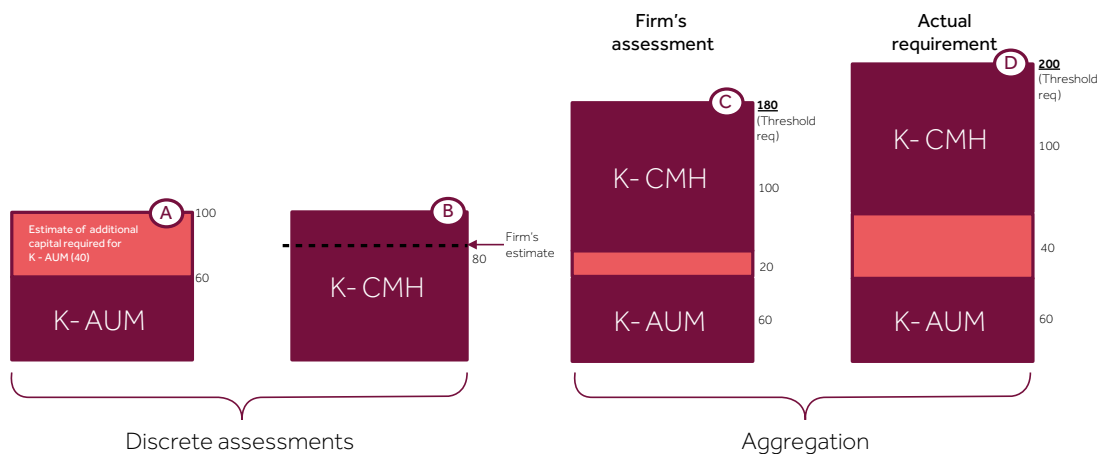 Firm's
assessment
Actual
requirement
D
200
(Threshold
req)
C
180
(Threshold
req)
K- CMH
100
K- CMH
100
A
100
Estimate of additional
capital required for
K - AUM (40)
60
K- AUM
B
Firm's
estimate
80
K- CMH
20
K- AUM
60
40
K- AUM
60
Discrete assessments
Aggregation